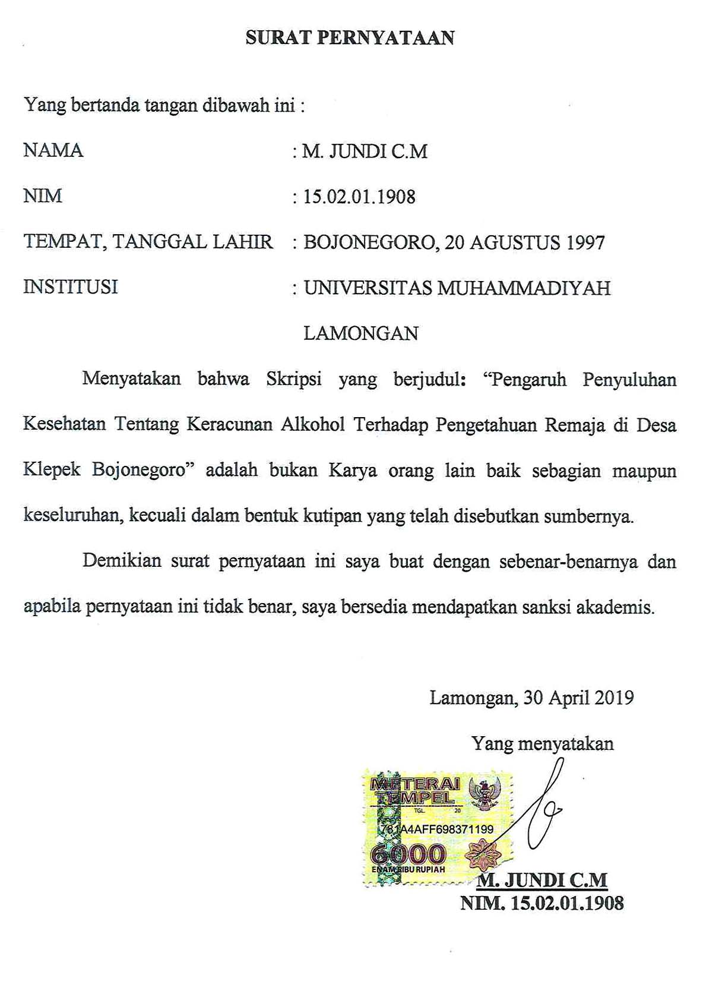 SURAT PERNYATAAN
Yang bertanda tangan dibawah ini :
NAMA : M. JUNDI C.M
NIM : 15.02.01.1908
TEMPAT, TANGGAL LAHIR : BOJONEGORO, 20 AGUSTUS 1997
INSTITUSI : UNIVERSITAS MUHAMMADIYAH
LAMONGAN
Menyatakan bahwa Skripsi yang berjudul: “Pengaruh Penyuluhan
Kesehatan Tentang Keracunan Alkohol Terhadap Pengetahuan Remaja di Desa
Klepek Bojonegoro” adalah bukan Karya orang lain baik sebagian maupun
keseluruhan, kecuali dalam bentuk kutipan yang telah disebutkan sumbernya.
Demikian surat pernyataan ini saya buat dengan sebenar-benarnya dan
apabila pernyataan ini tidak benar, saya bersedia mendapatkan sanksi akademis.
Lamongan, 30 April 2019
Yang menyatakan
METERAI
TEMPEL
TGL. 20
781A4AFF698371199
6000
ENAM RIBU RUPIAH
M. JUNDI C.M
NIM. 15.02.01.1908